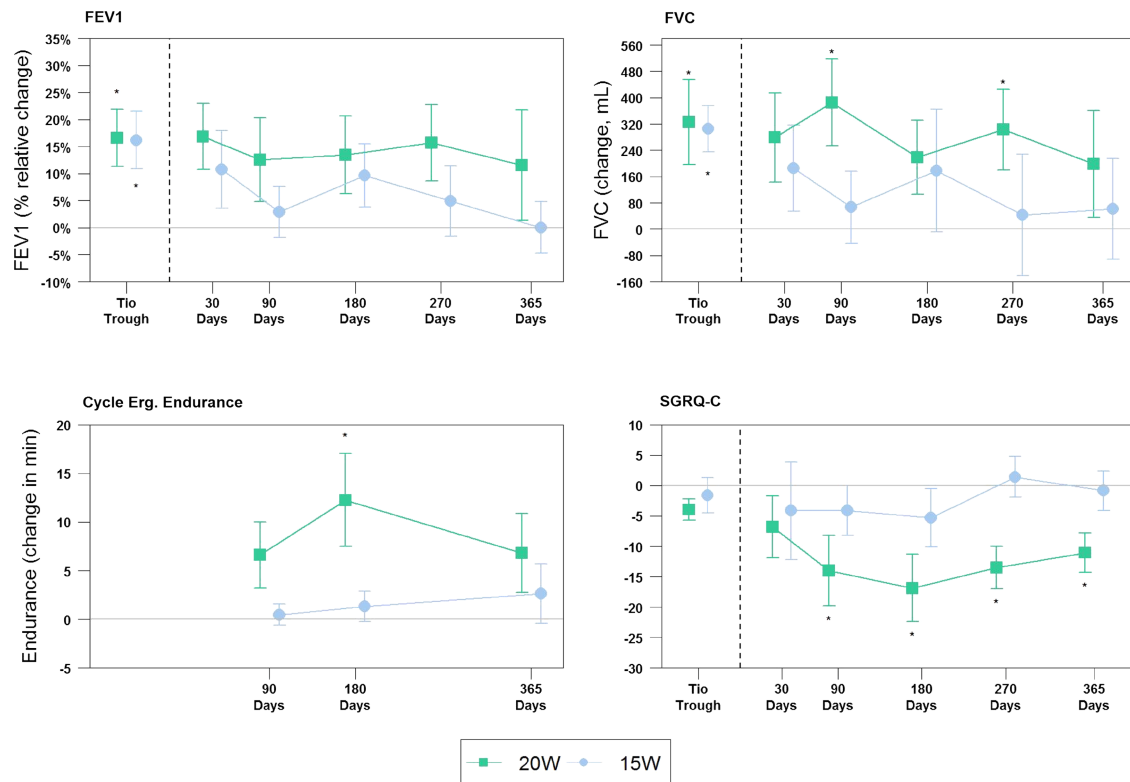 FEV1
FEV1 (% relative change)
35%
30%
25%
20%
15%
10%
5%
0%
-5%
-10%
*
*
Tio Trough
30 Days
90 Days
180 Days
270 Days
365 Days
FVC
FVC (change, mL)
560
480
400
320
240
160
80
0
-80
-160
*
*
*
*
Tio Trough
30 Days
90 Days
180 Days
270 Days
365 Days
Cycle Erg. Endurance
Endurance (change in min)
20
15
10
5
0
-5
*
90 Days
180 Days
365 Days
SGRQ-C
10
5
0
-5
-10
-15
-20
-25
-30
*
*
*
*
Tio Trough
30 Days
90 Days
180 Days
270 Days
365 Days
20W 15W